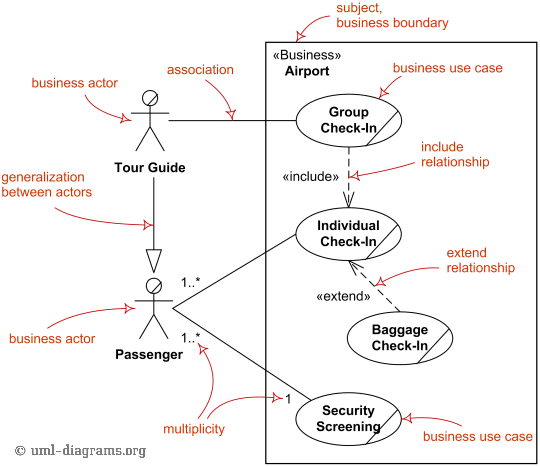 subject,
business boundary
«Business»
Airport
business actor
association
business use case
Group
Check-In
Tour Guide
include
relationship
«include»
generalization
between actors
Individual
Check-In
extend
relationship
1..*
«extend»
business actor
Baggage
Check-In
Passenger
1..*
multiplicity
1
Security
Screening
business use case
© uml-diagrams.org